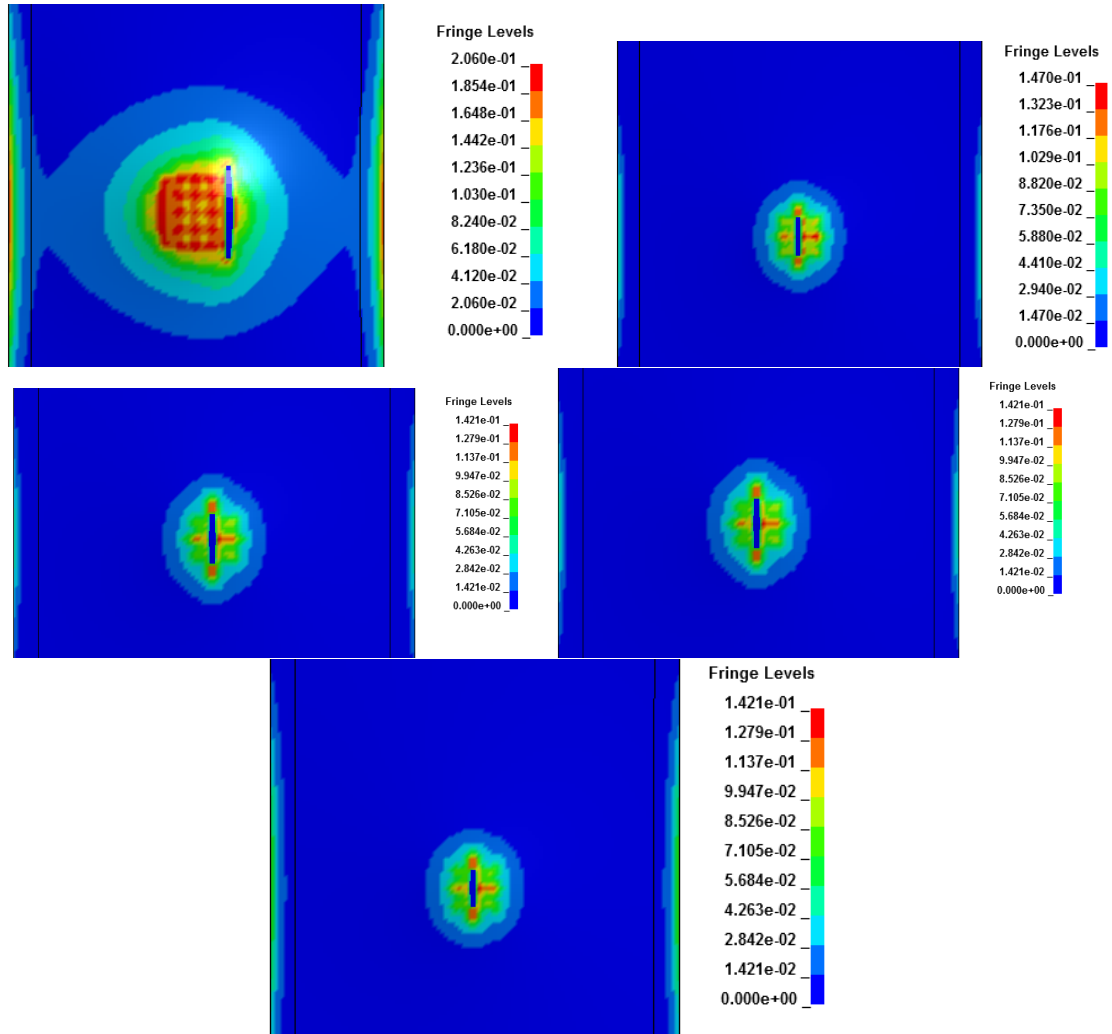 Fringe Levels
2.060e-01
1.854e-01
1.648e-01
1.442e-01
1.236e-01
1.030e-01
8.240e-02
6.180e-02
4.120e-02
2.060e-02
0.000e+00
Fringe Levels
1.470e-01
1.323e-01
1.176e-01
1.029e-01
8.820e-02
7.350e-02
5.880e-02
4.410e-02
2.940e-02
1.470e-02
0.000e+00
Fringe Levels
1.421e-01
1.279e-01
1.137e-01
9.947e-02
8.526e-02
7.105e-02
5.684e-02
4.263e-02
2.842e-02
1.421e-02
0.000e+00
Fringe Levels
1.421e-01
1.279e-01
1.137e-01
9.947e-02
8.526e-02
7.105e-02
5.684e-02
4.263e-02
2.842e-02
1.421e-02
0.000e+00
Fringe Levels
1.421e-01
1.279e-01
1.137e-01
9.947e-02
8.526e-02
7.105e-02
5.684e-02
4.263e-02
2.842e-02
1.421e-02
0.000e+00